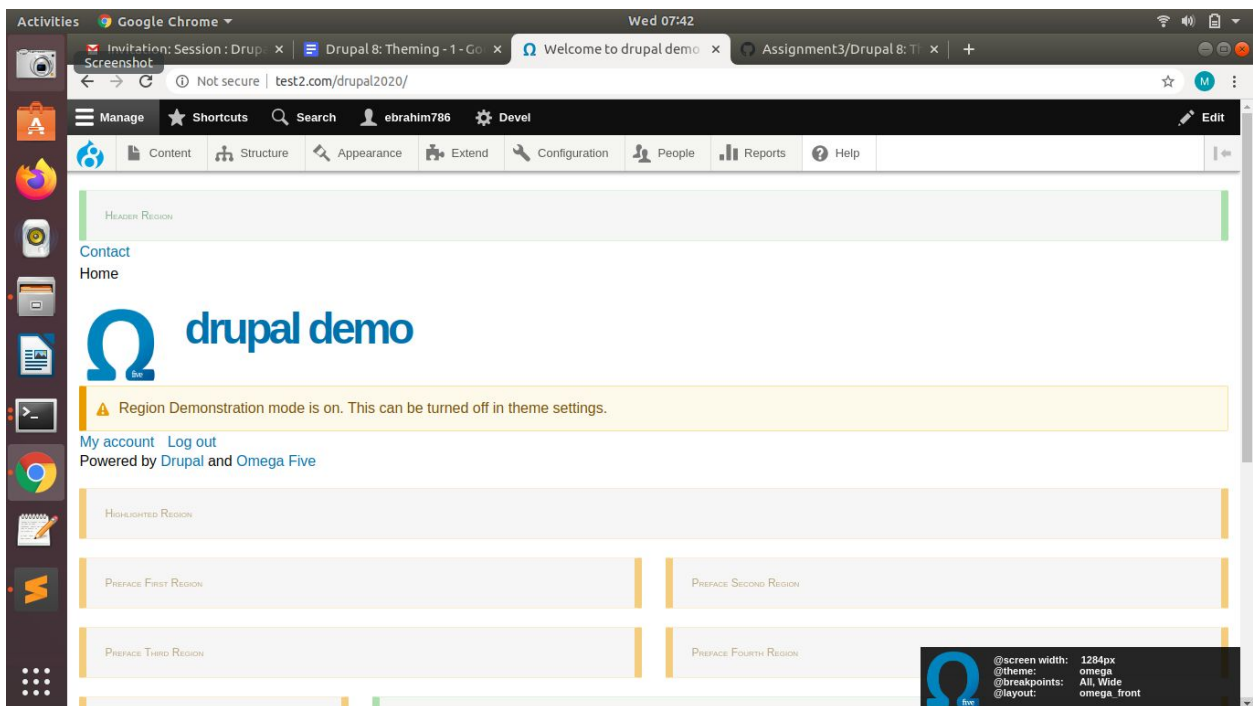 Activities Google Chrome Wed 07:42
Invitation: Session : Drup Drupal 8: Theming - 1 - Go Welcome to drupal demo Assignment3/Drupal 8: T
Screenshot
Not secure | test2.com/drupal2020/ M
Manage Shortcuts Search ebrahim786 Devel Edit
Content Structure Appearance Extend Configuration People Reports Help
Header Region
Contact
Home
drupal demo
five
Region Demonstration mode is on. This can be turned off in theme settings.
My account Log out
Powered by Drupal and Omega Five
Highlighted Region
Preface First Region Preface Second Region
Preface Third Region Preface Fourth Region
@screen width: 1284px
@theme: omega
@breakpoints: All, Wide
@layout: omega_front
five